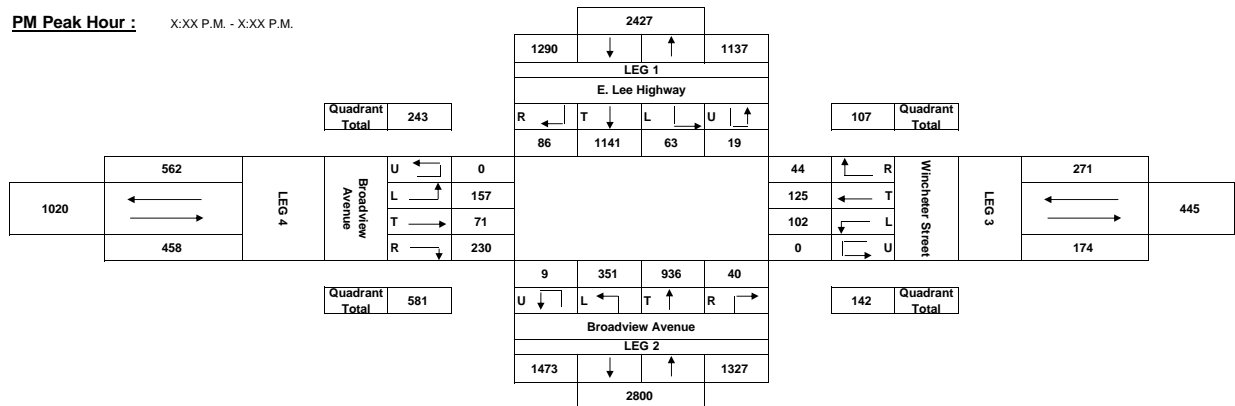 PM Peak Hour : X:XX P.M. - X:XX P.M.
2427
1290 1137
LEG 1
E. Lee Highway
Quadrant Total 243
R T L U
107 Quadrant Total
86 1141 63 19
562
U 0
44 R
271
1020
LEG 4
Broadview Avenue
L 157
125 T
Wincheter Street
LEG 3
445
T 71
102 L
458
R 230
0 U
174
9 351 936 40
Quadrant Total 581
U L T R
142 Quadrant Total
Broadview Avenue
LEG 2
1473 1327
2800